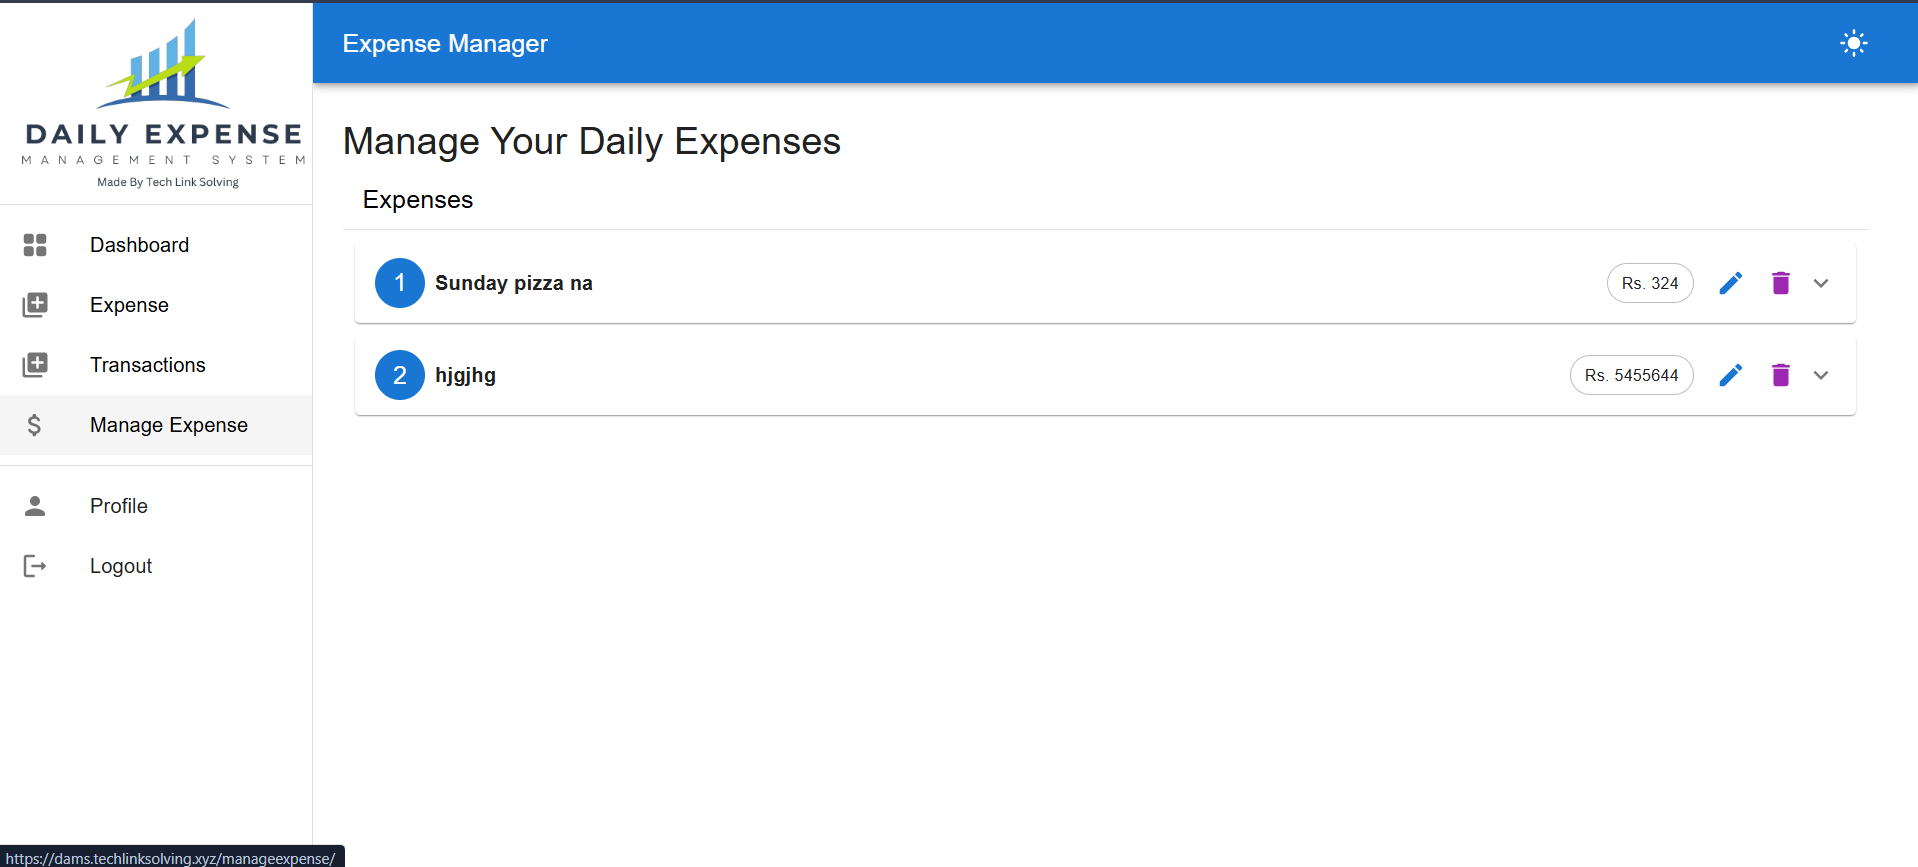 DAILY EXPENSE
MANAGEMENT SYSTEM
Made By Tech Link Solving
Dashboard
Expense
Transactions
Manage Expense
Profile
Logout
Expense Manager
Manage Your Daily Expenses
Expenses
1 Sunday pizza na Rs. 324
2 hjgjhg Rs. 5455644
https://dams.techlinksolving.xyz/manageexpense/